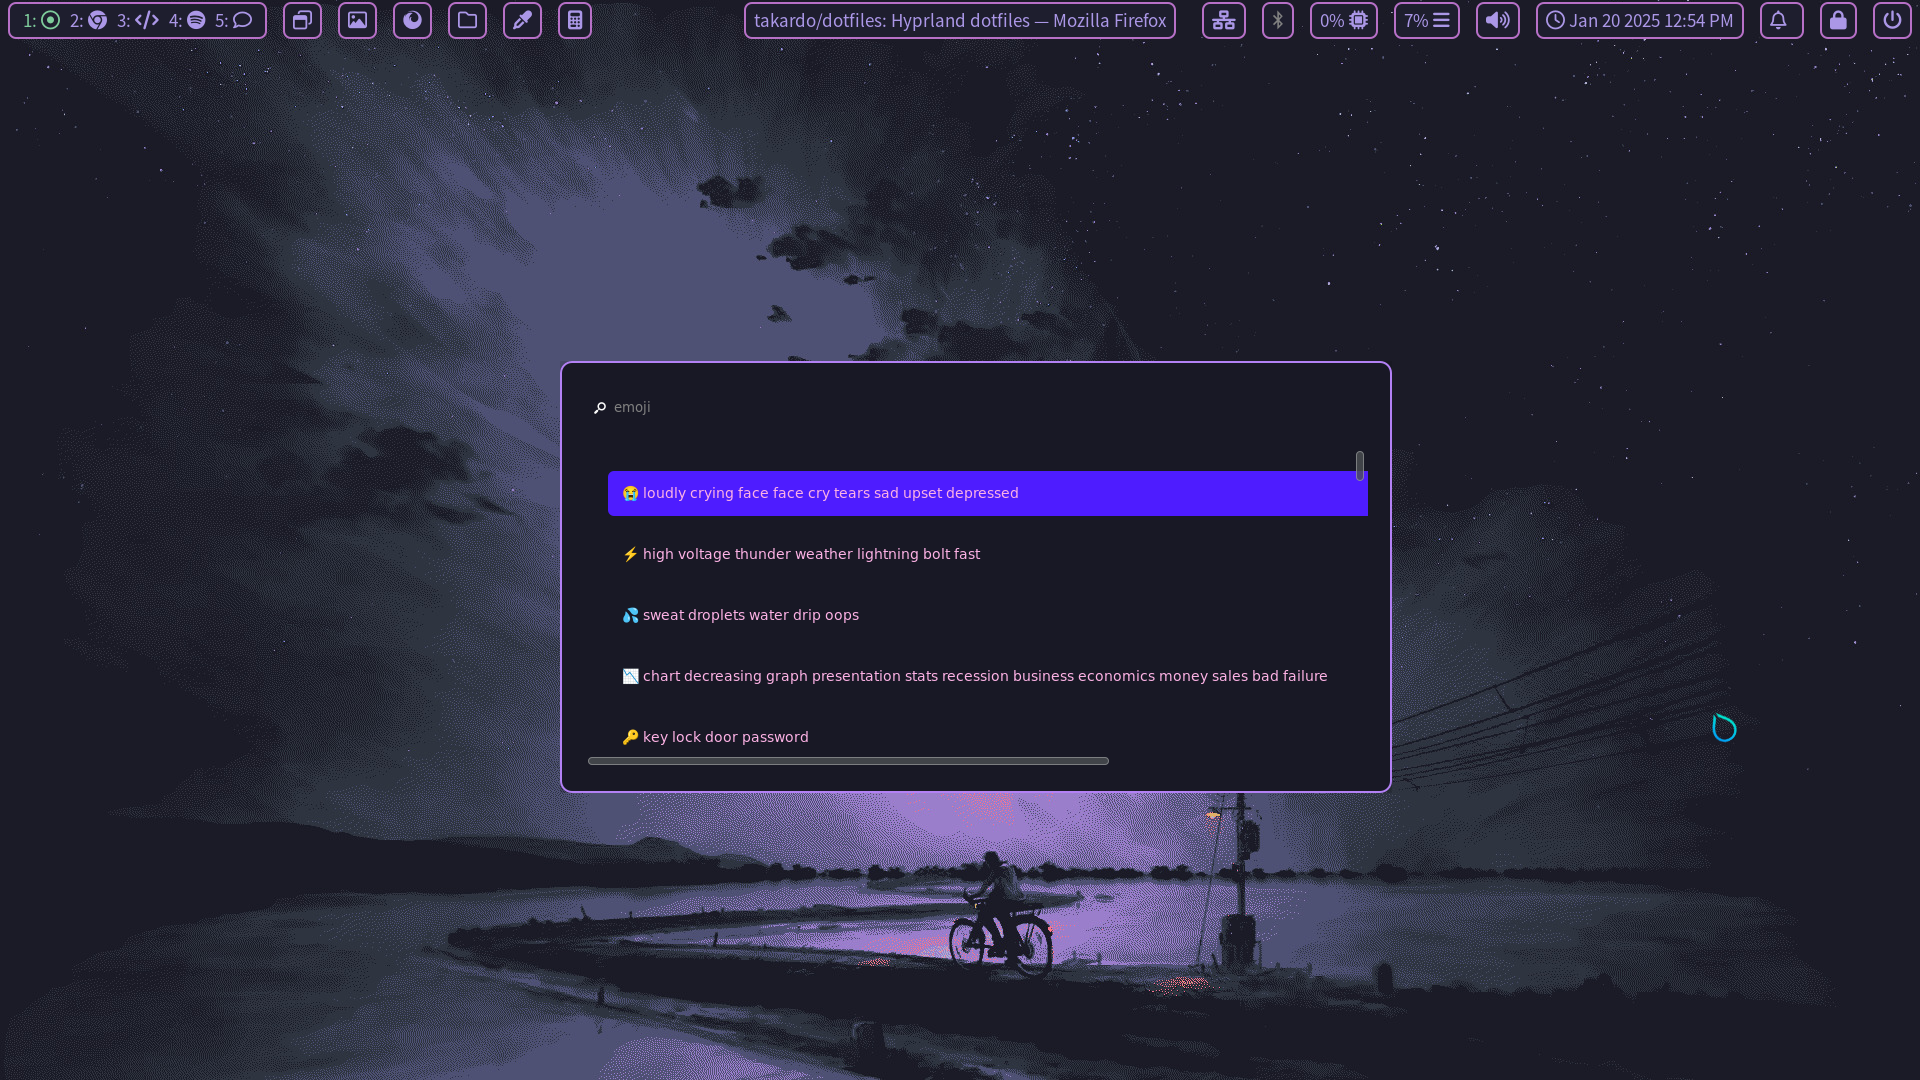 1: 2: 3: 4: 5:
takardo/dotfiles: Hyprland dotfiles — Mozilla Firefox
0%
7%
Jan 20 2025 12:54 PM
emoji
😭 loudly crying face face cry tears sad upset depressed
⚡ high voltage thunder weather lightning bolt fast
💦 sweat droplets water drip oops
📉 chart decreasing graph presentation stats recession business economics money sales bad failure
🔑 key lock door password